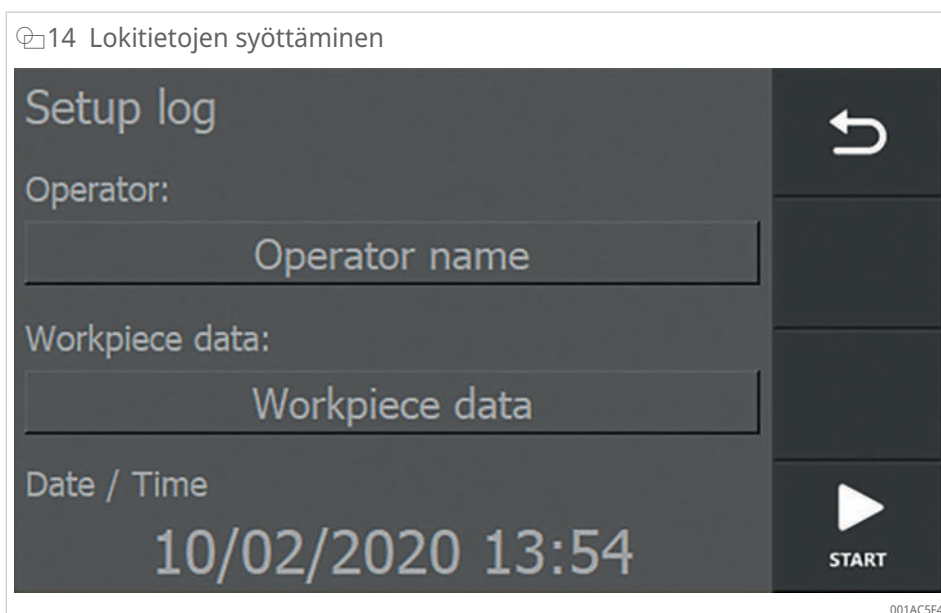 14 Lokitietojen syöttäminen
Setup log
Operator:
Operator name
Workpiece data:
Workpiece data
Date / Time
10/02/2020 13:54
START
001AC5F4